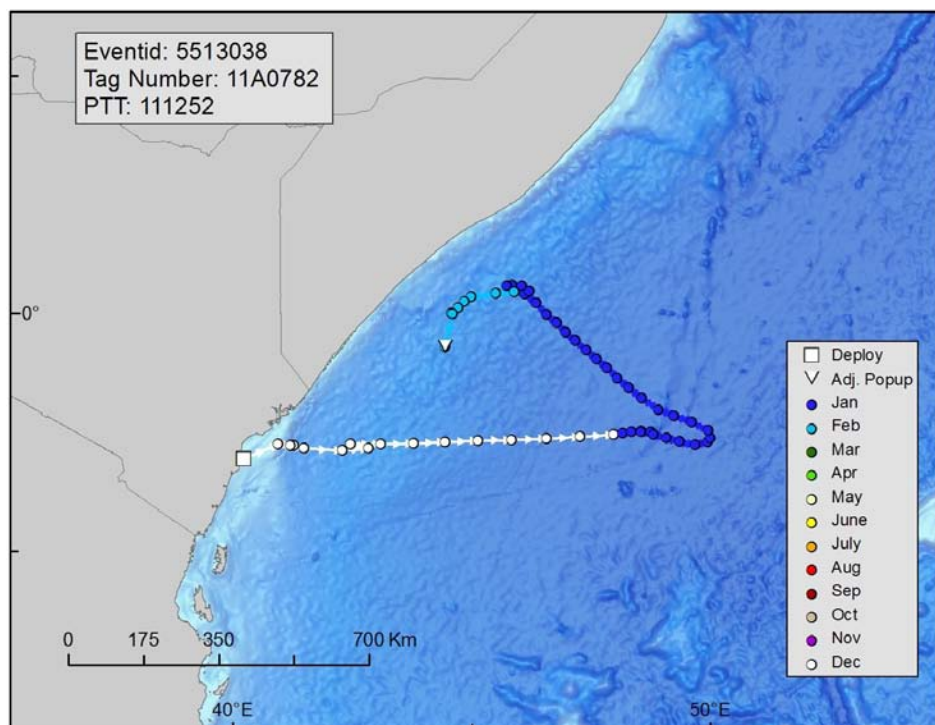 Eventid: 5513038
Tag Number: 11A0782
PTT: 111252
0°
Deploy
Adj. Popup
Jan
Feb
Mar
Apr
May
June
July
Aug
Sep
Oct
Nov
Dec
0 175 350 700 Km
40°E 50°E